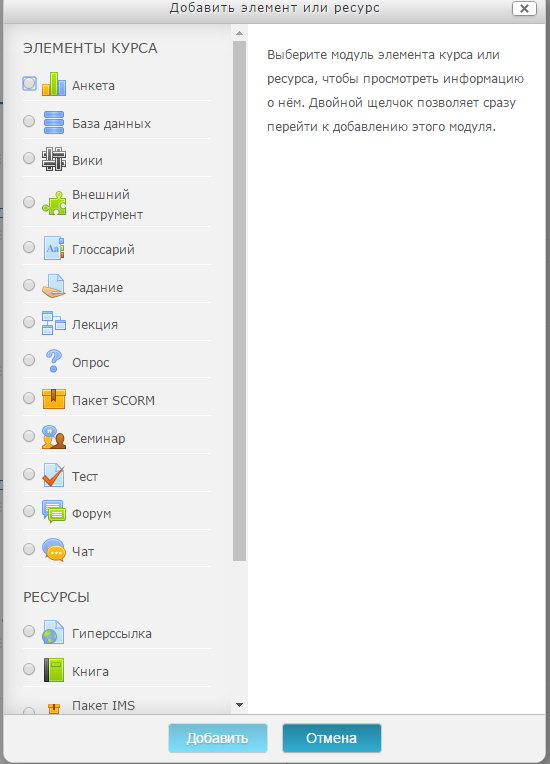 Добавить элемент или ресурс
ЭЛЕМЕНТЫ КУРСА
Анкета
База данных
Вики
Внешний
инструмент
Aa
Глоссарий
Задание
Лекция
Опрос
Пакет SCORM
Семинар
Тест
Форум
Чат
РЕСУРСЫ
Гиперссылка
Книга
Пакет IMS
Выберите модуль элемента курса или
ресурса, чтобы просмотреть информацию
о нём. Двойной щелчок позволяет сразу
перейти к добавлению этого модуля.
Добавить
Отмена